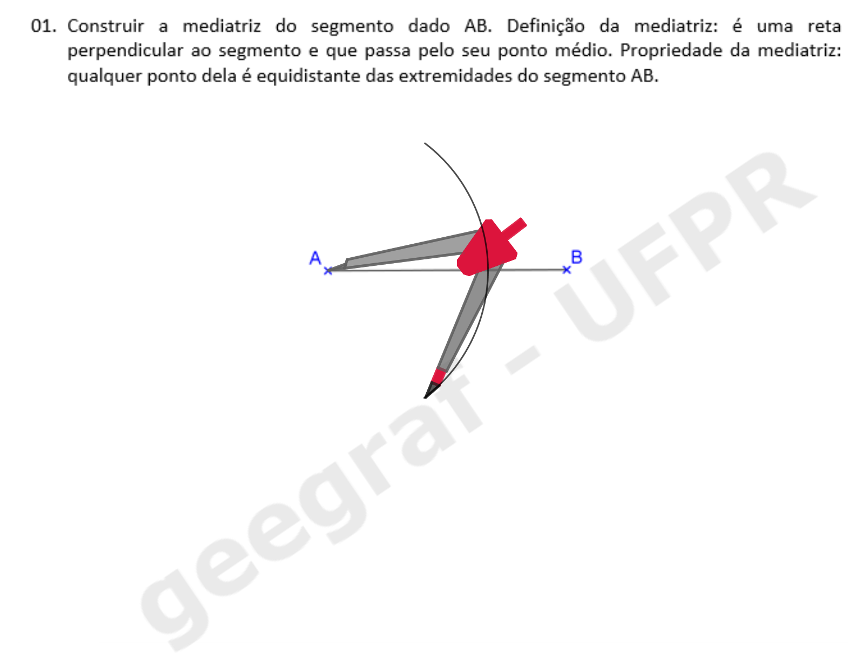 01. Construir a mediatriz do segmento dado AB. Definição da mediatriz: é uma reta
perpendicular ao segmento e que passa pelo seu ponto médio. Propriedade da mediatriz:
qualquer ponto dela é equidistante das extremidades do segmento AB.
A
B
geegraf - UFPR